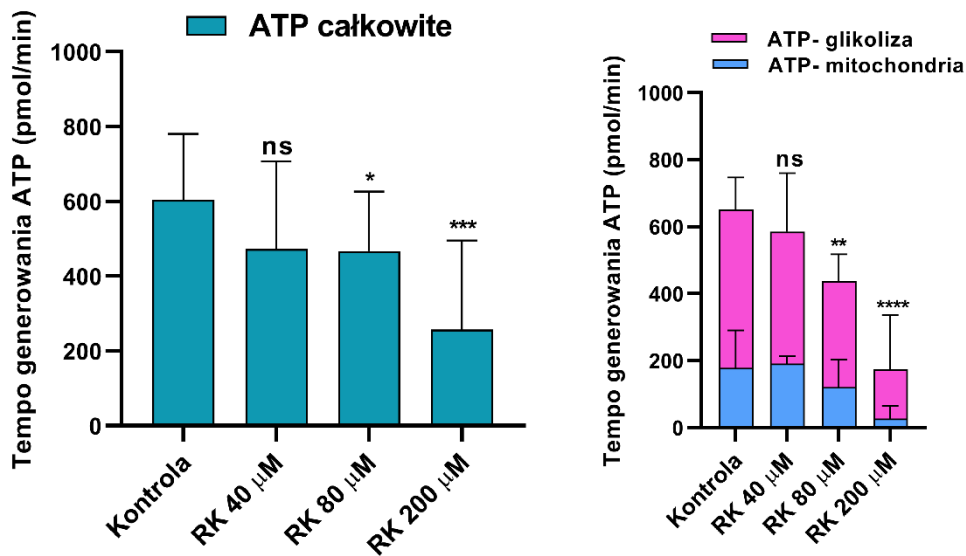 ATP całkowite
Tempo generowania ATP (pmol/min)
1000
800
600
400
200
0
ns
*
***
Kontrola
RK 40 μM
RK 80 μM
RK 200 μM
ATP- glikoliza
ATP- mitochondria
Tempo generowania ATP (pmol/min)
1000
800
600
400
200
0
ns
**
****
Kontrola
RK 40 μM
RK 80 μM
RK 200 μM